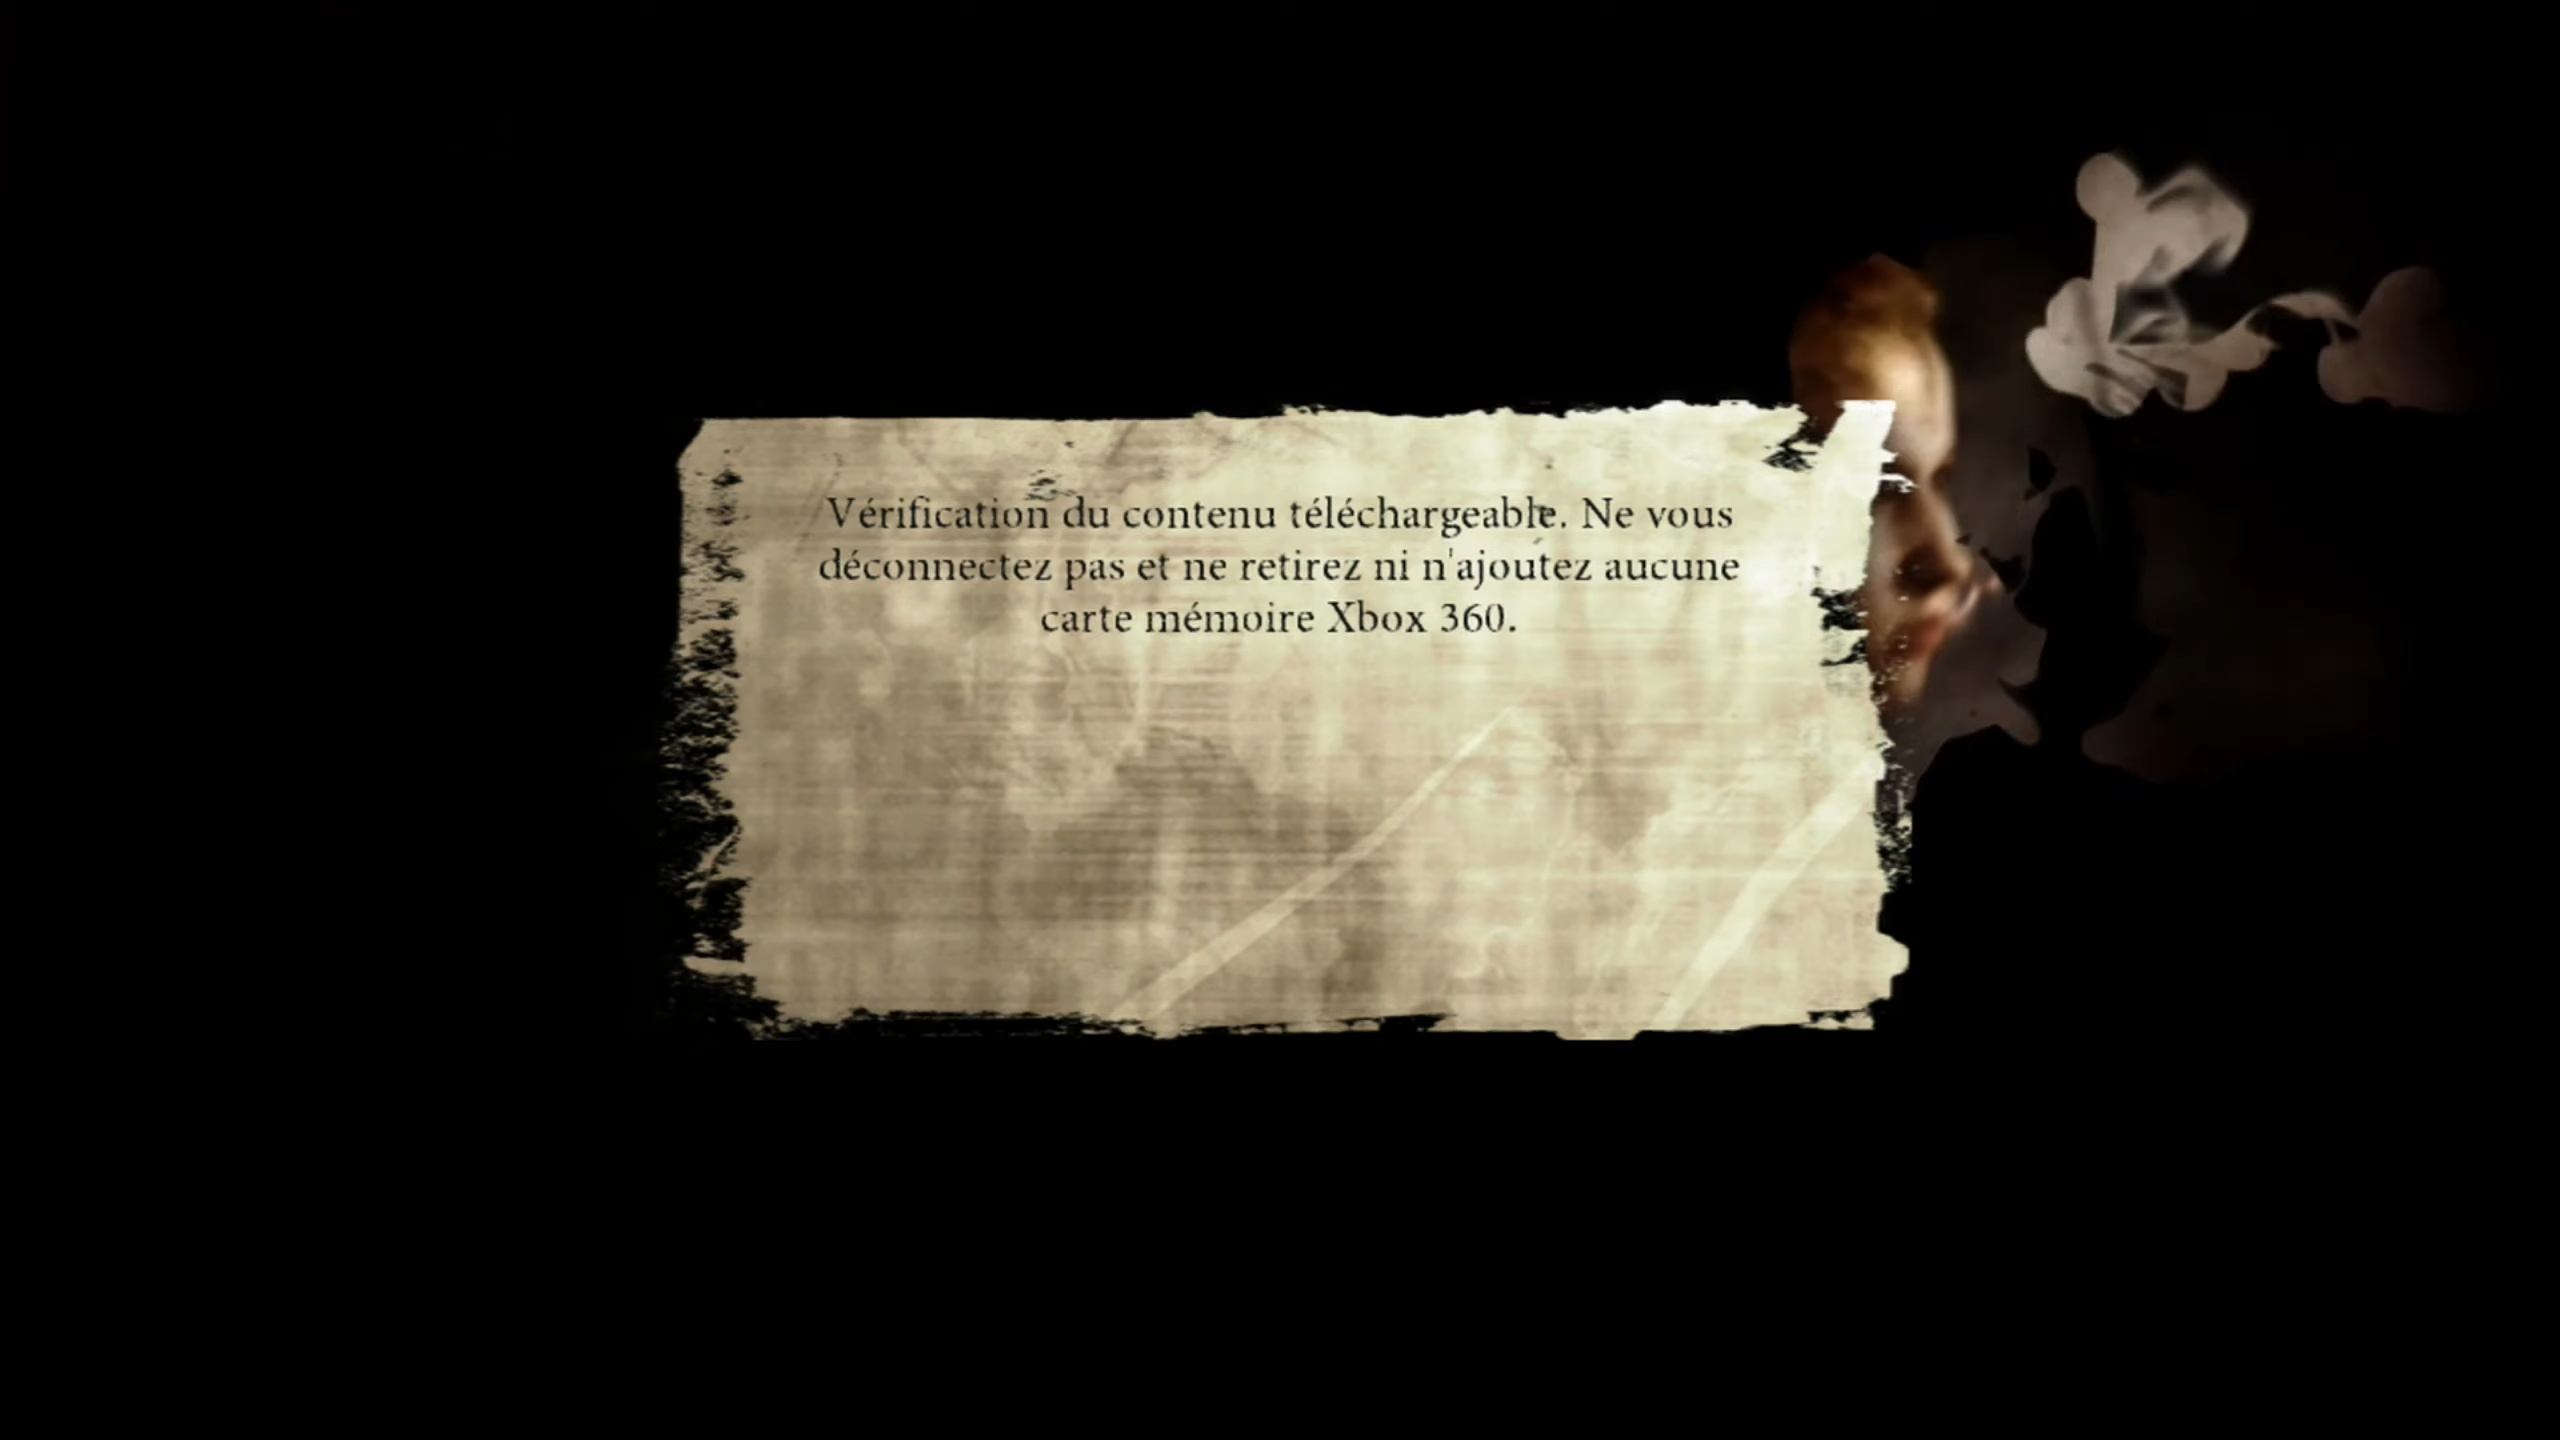 Vérification du contenu téléchargeable. Ne vous
déconnectez pas et ne retirez ni n'ajoutez aucune
carte mémoire Xbox 360.